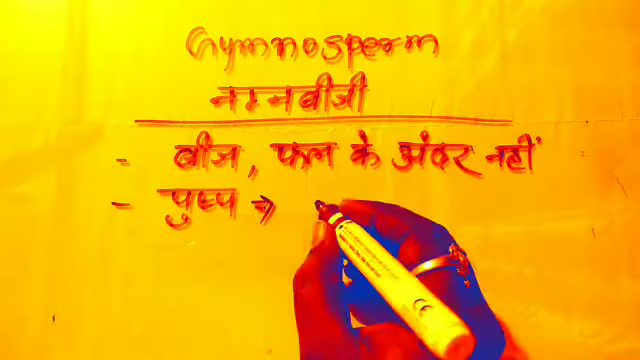 Gymnosperm
नग्नबीजी
- बीज, फल के अंदर नहीं
- पुष्प ⇒